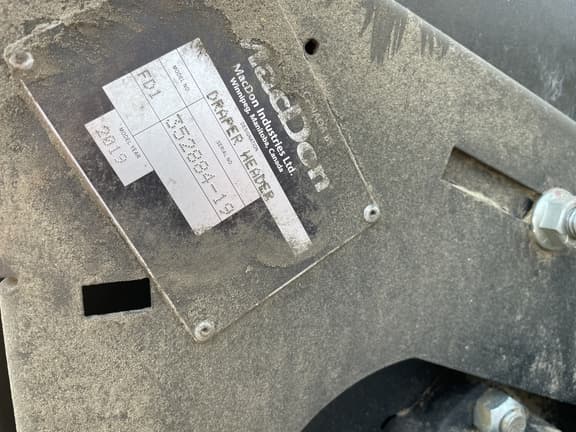 MacDon
MacDon Industries Ltd.
Winnipeg, Manitoba, Canada
DESCRIPTION
DRAPER HEADER
MODEL NO.
FD1
SERIAL NO.
352884-19
MODEL YEAR
2019